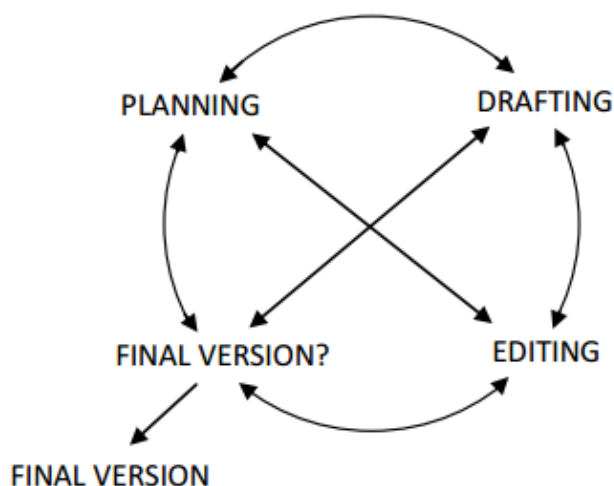 PLANNING
DRAFTING
FINAL VERSION?
EDITING
FINAL VERSION